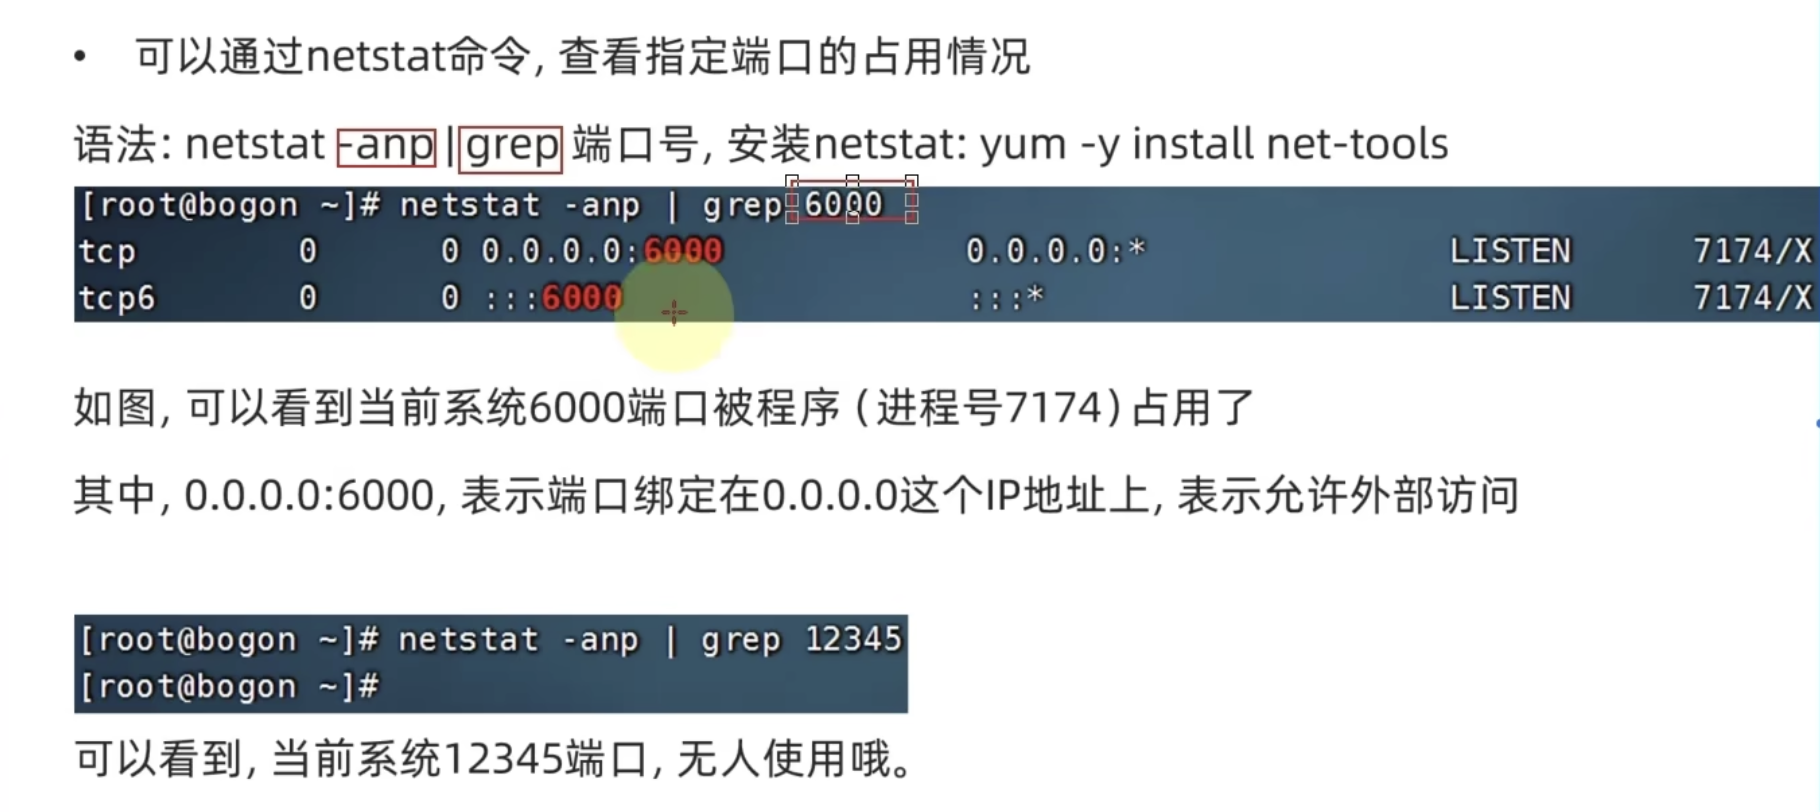 • 可以通过netstat命令, 查看指定端口的占用情况
语法: netstat -anp | grep 端口号, 安装netstat: yum -y install net-tools
[root@bogon ~]# netstat -anp | grep 6000
tcp 0 0 0.0.0.0:6000 0.0.0.0:* LISTEN 7174/X
tcp6 0 0 :::6000 :::* LISTEN 7174/X
如图, 可以看到当前系统6000端口被程序 (进程号7174) 占用了
其中, 0.0.0.0:6000, 表示端口绑定在0.0.0.0这个IP地址上, 表示允许外部访问
[root@bogon ~]# netstat -anp | grep 12345
[root@bogon ~]#
可以看到, 当前系统12345端口, 无人使用哦。